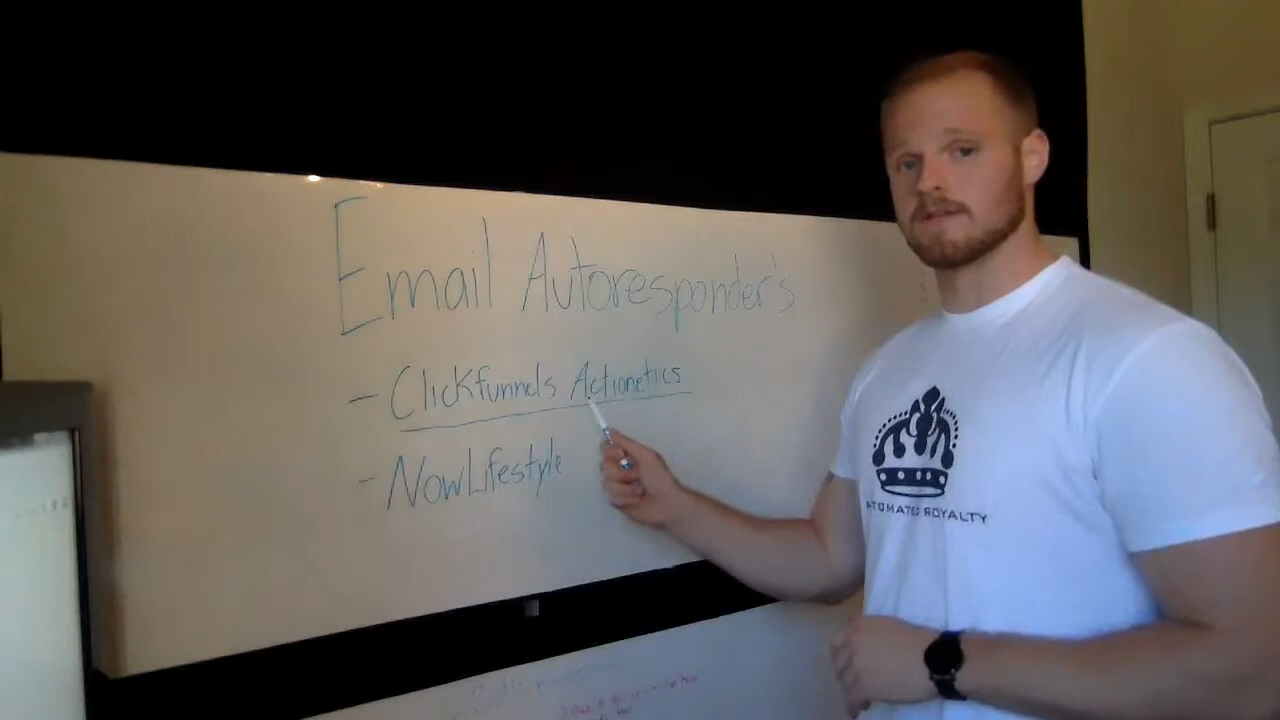 Email Autoresponder's
- Clickfunnels Actionetics
- NowLifestyle
AUTOMATED ROYALTY